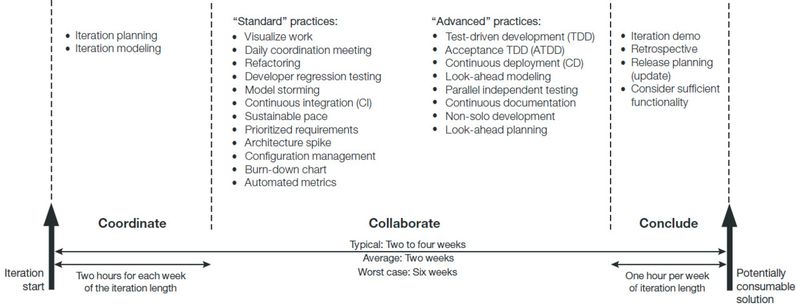 • Iteration planning
• Iteration modeling
“Standard” practices:
• Visualize work
• Daily coordination meeting
• Refactoring
• Developer regression testing
• Model storming
• Continuous integration (CI)
• Sustainable pace
• Prioritized requirements
• Architecture spike
• Configuration management
• Burn-down chart
• Automated metrics
“Advanced” practices:
• Test-driven development (TDD)
• Acceptance TDD (ATDD)
• Continuous deployment (CD)
• Look-ahead modeling
• Parallel independent testing
• Continuous documentation
• Non-solo development
• Look-ahead planning
• Iteration demo
• Retrospective
• Release planning
(update)
• Consider sufficient
functionality
Coordinate
Collaborate
Conclude
Typical: Two to four weeks
Average: Two weeks
Worst case: Six weeks
Iteration
start
Two hours for each week
of the iteration length
One hour per week
of iteration length
Potentially
consumable
solution